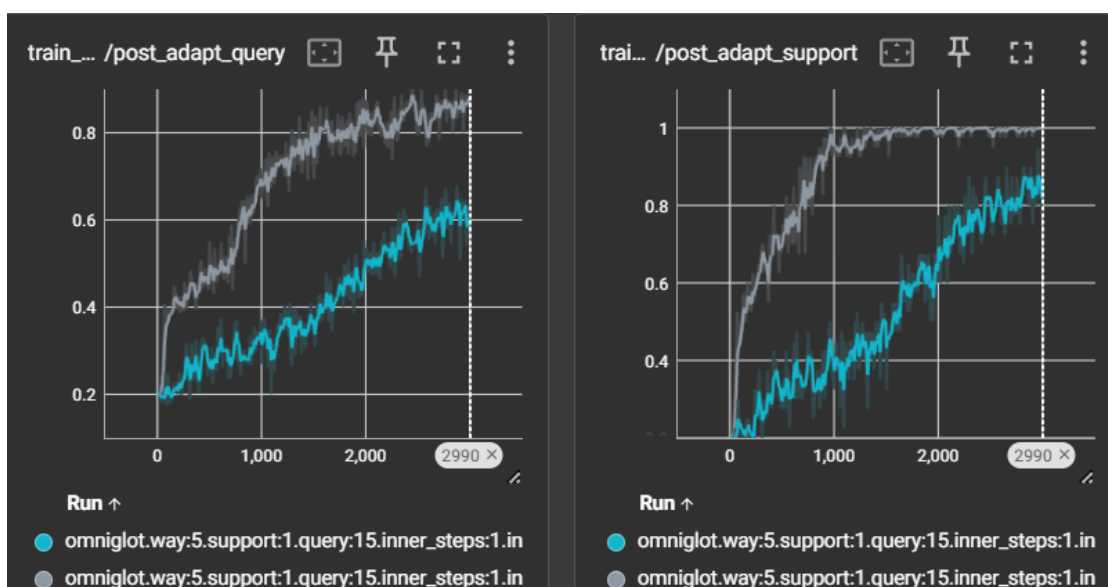 train_... /post_adapt_query
0.8
0.6
0.4
0.2
0
1,000
2,000
2990 ×
Run ↑
omniglot.way:5.support:1.query:15.inner_steps:1.in
omniglot.way:5.support:1.query:15.inner_steps:1.in
trai... /post_adapt_support
1
0.8
0.6
0.4
0
1,000
2,000
2990 ×
Run ↑
omniglot.way:5.support:1.query:15.inner_steps:1.in
omniglot.way:5.support:1.query:15.inner_steps:1.in